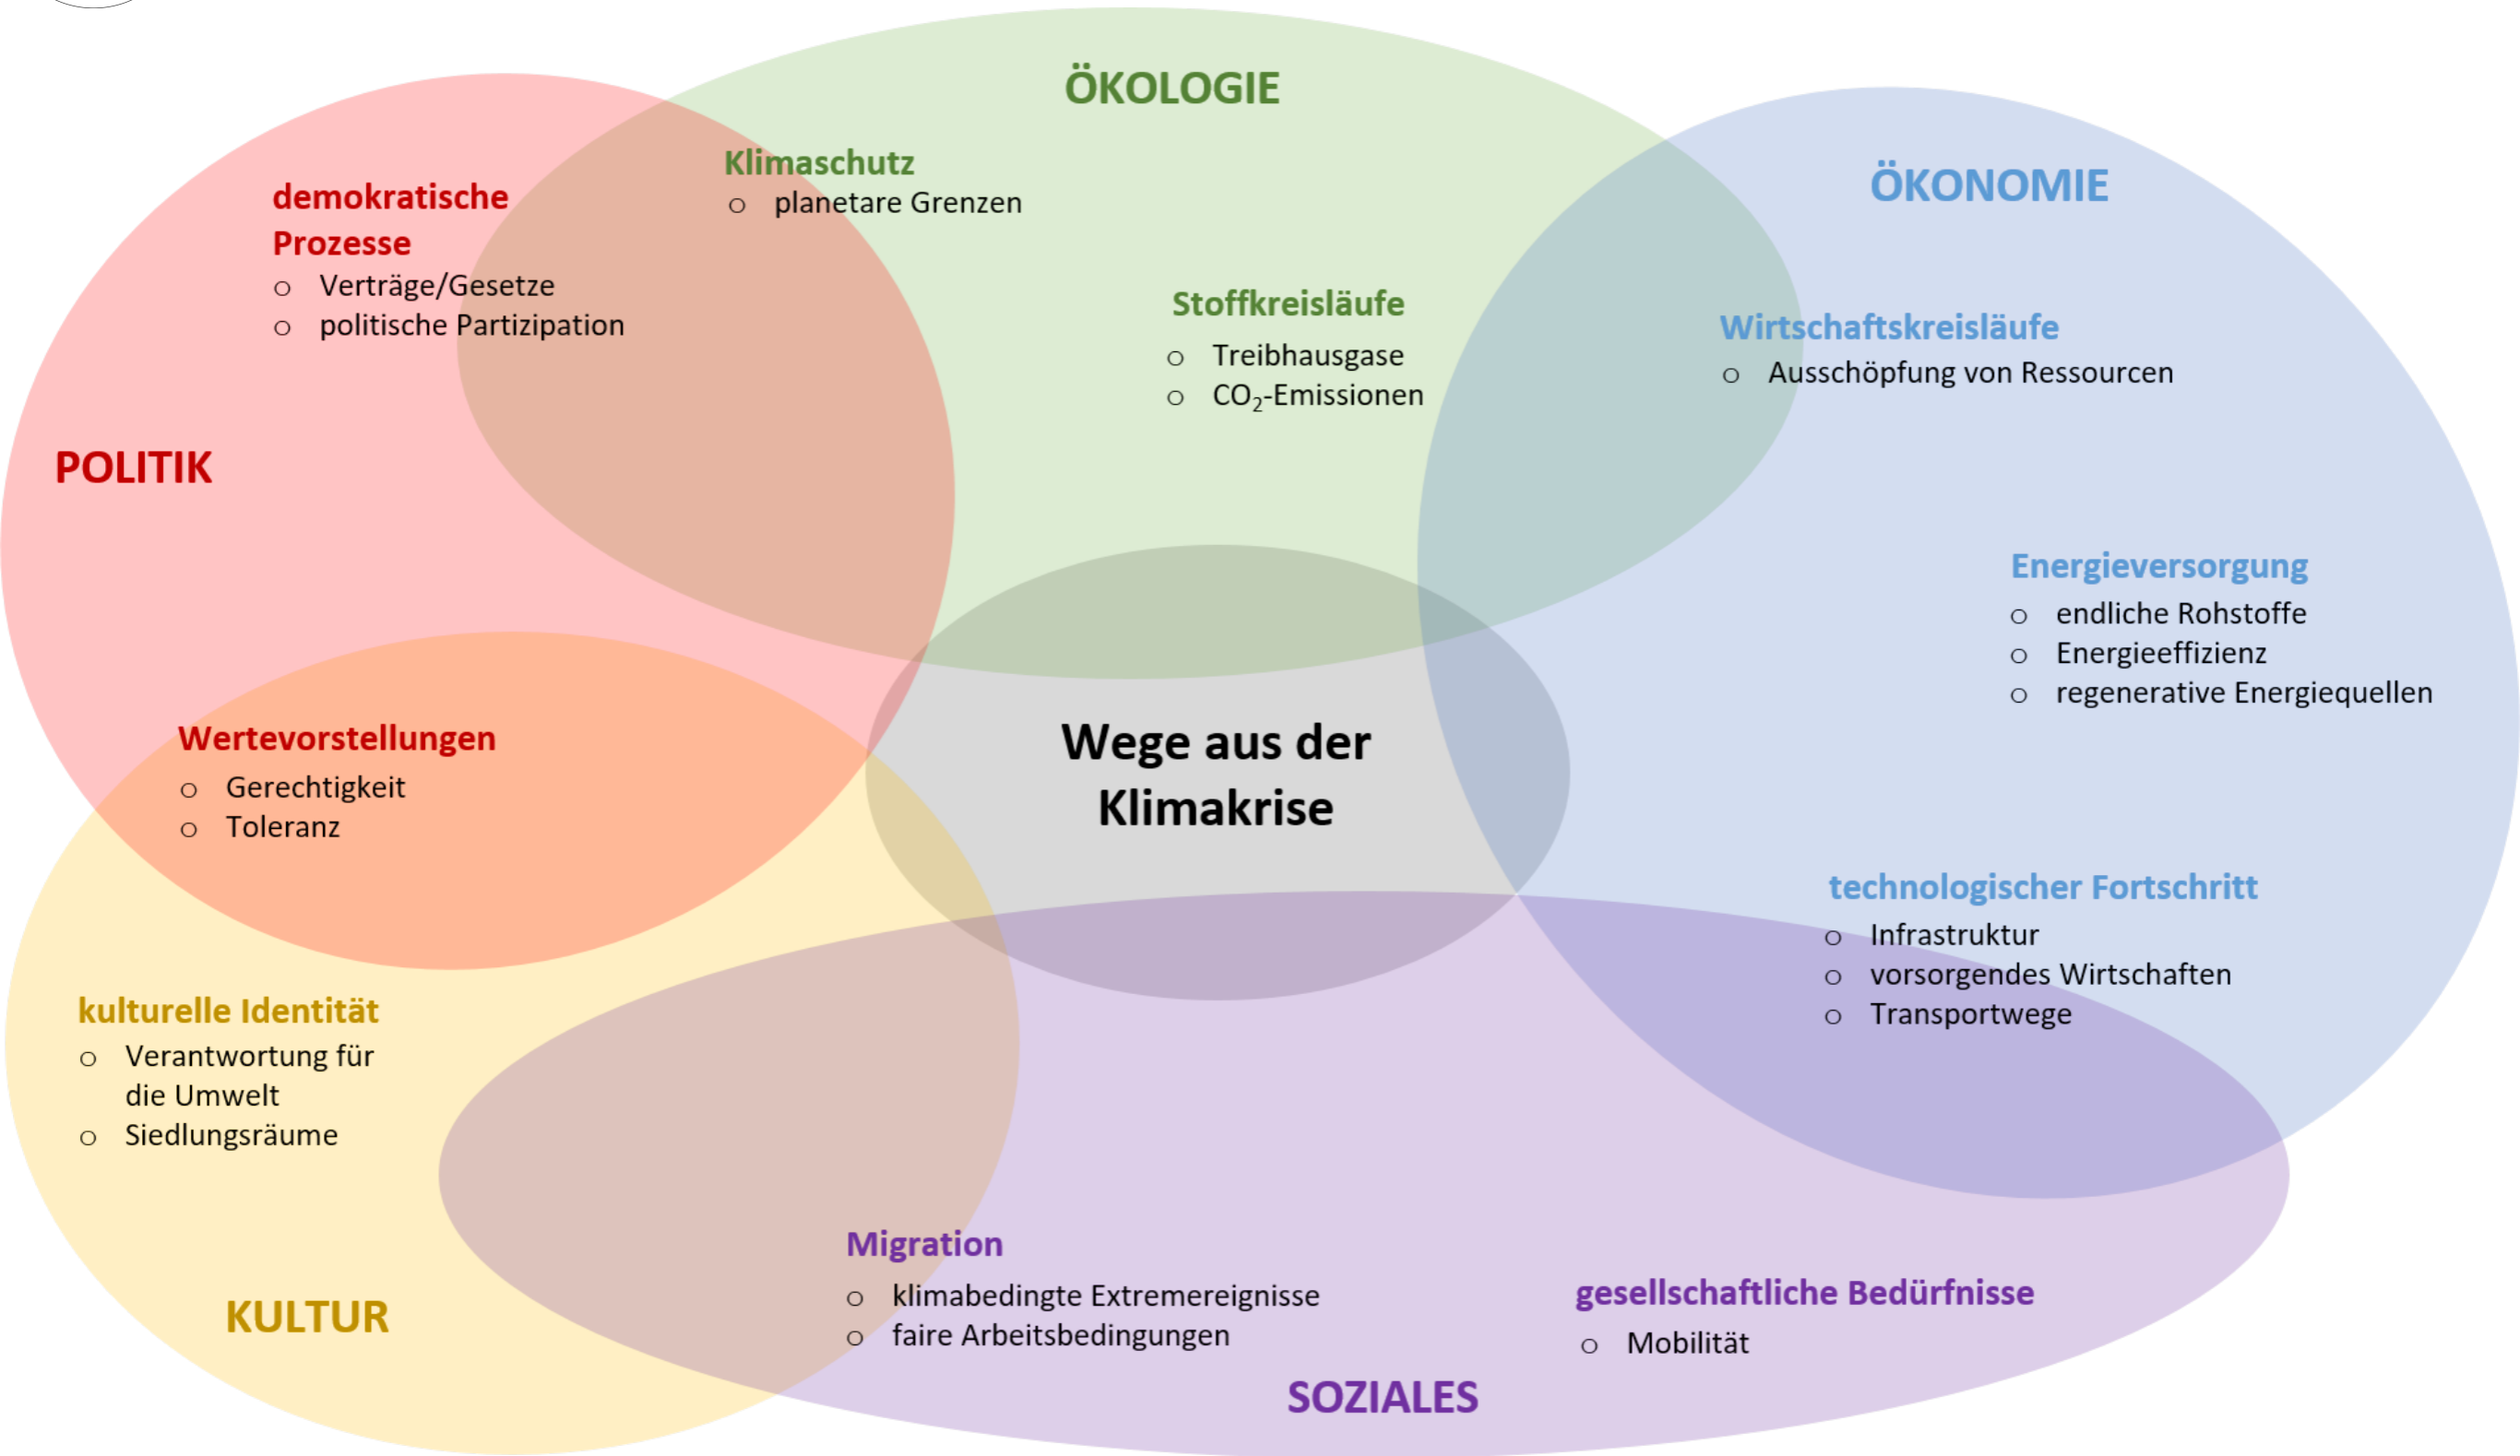 ÖKOLOGIE
Klimaschutz
o planetare Grenzen
Stoffkreisläufe
o Treibhausgase
o CO₂-Emissionen
ÖKONOMIE
Wirtschaftskreisläufe
o Ausschöpfung von Ressourcen
Energieversorgung
o endliche Rohstoffe
o Energieeffizienz
o regenerative Energiequellen
technologischer Fortschritt
o Infrastruktur
o vorsorgendes Wirtschaften
o Transportwege
demokratische
Prozesse
o Verträge/Gesetze
o politische Partizipation
POLITIK
Wertevorstellungen
o Gerechtigkeit
o Toleranz
Wege aus der
Klimakrise
kulturelle Identität
o Verantwortung für
die Umwelt
o Siedlungsräume
KULTUR
Migration
o klimabedingte Extremereignisse
o faire Arbeitsbedingungen
gesellschaftliche Bedürfnisse
o Mobilität
SOZIALES